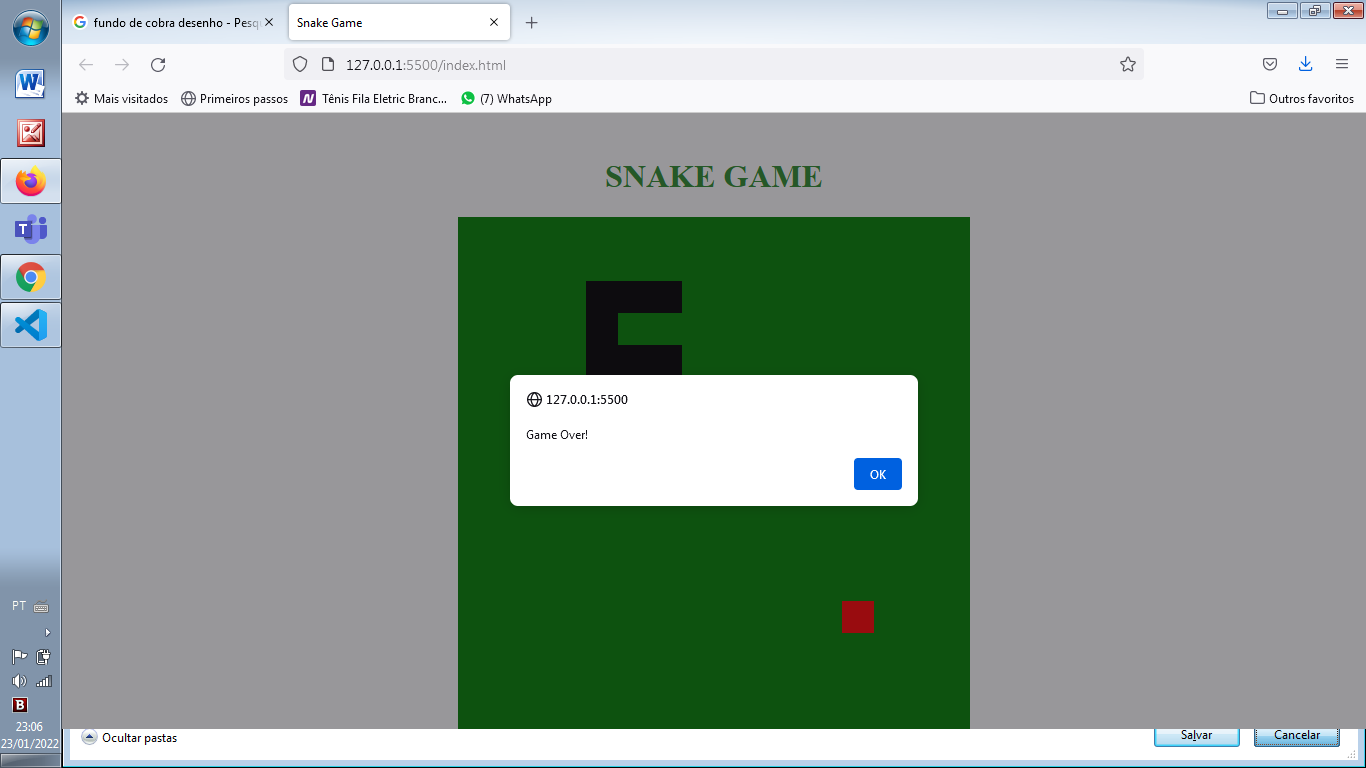 fundo de cobra desenho - Pesq
Snake Game
127.0.0.1:5500/index.html
Mais visitados
Primeiros passos
Tênis Fila Eletric Branc...
(7) WhatsApp
Outros favoritos
SNAKE GAME
127.0.0.1:5500
Game Over!
OK
PT
23:06
23/01/2022
Ocultar pastas
Salvar
Cancelar